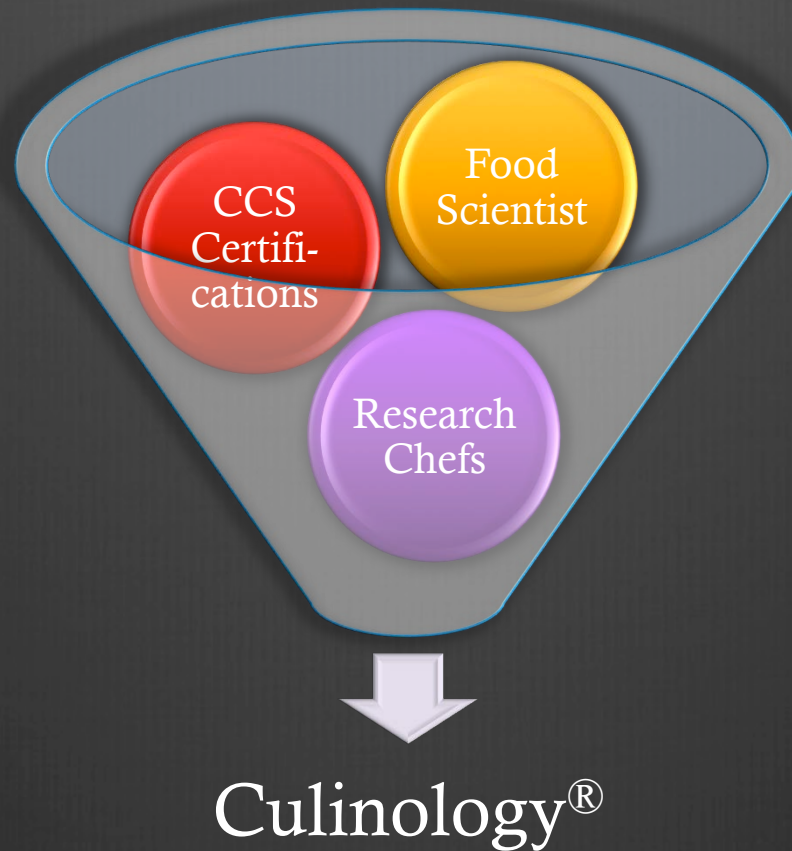 CCS
Certifi-
cations
Food
Scientist
Research
Chefs
Culinology®